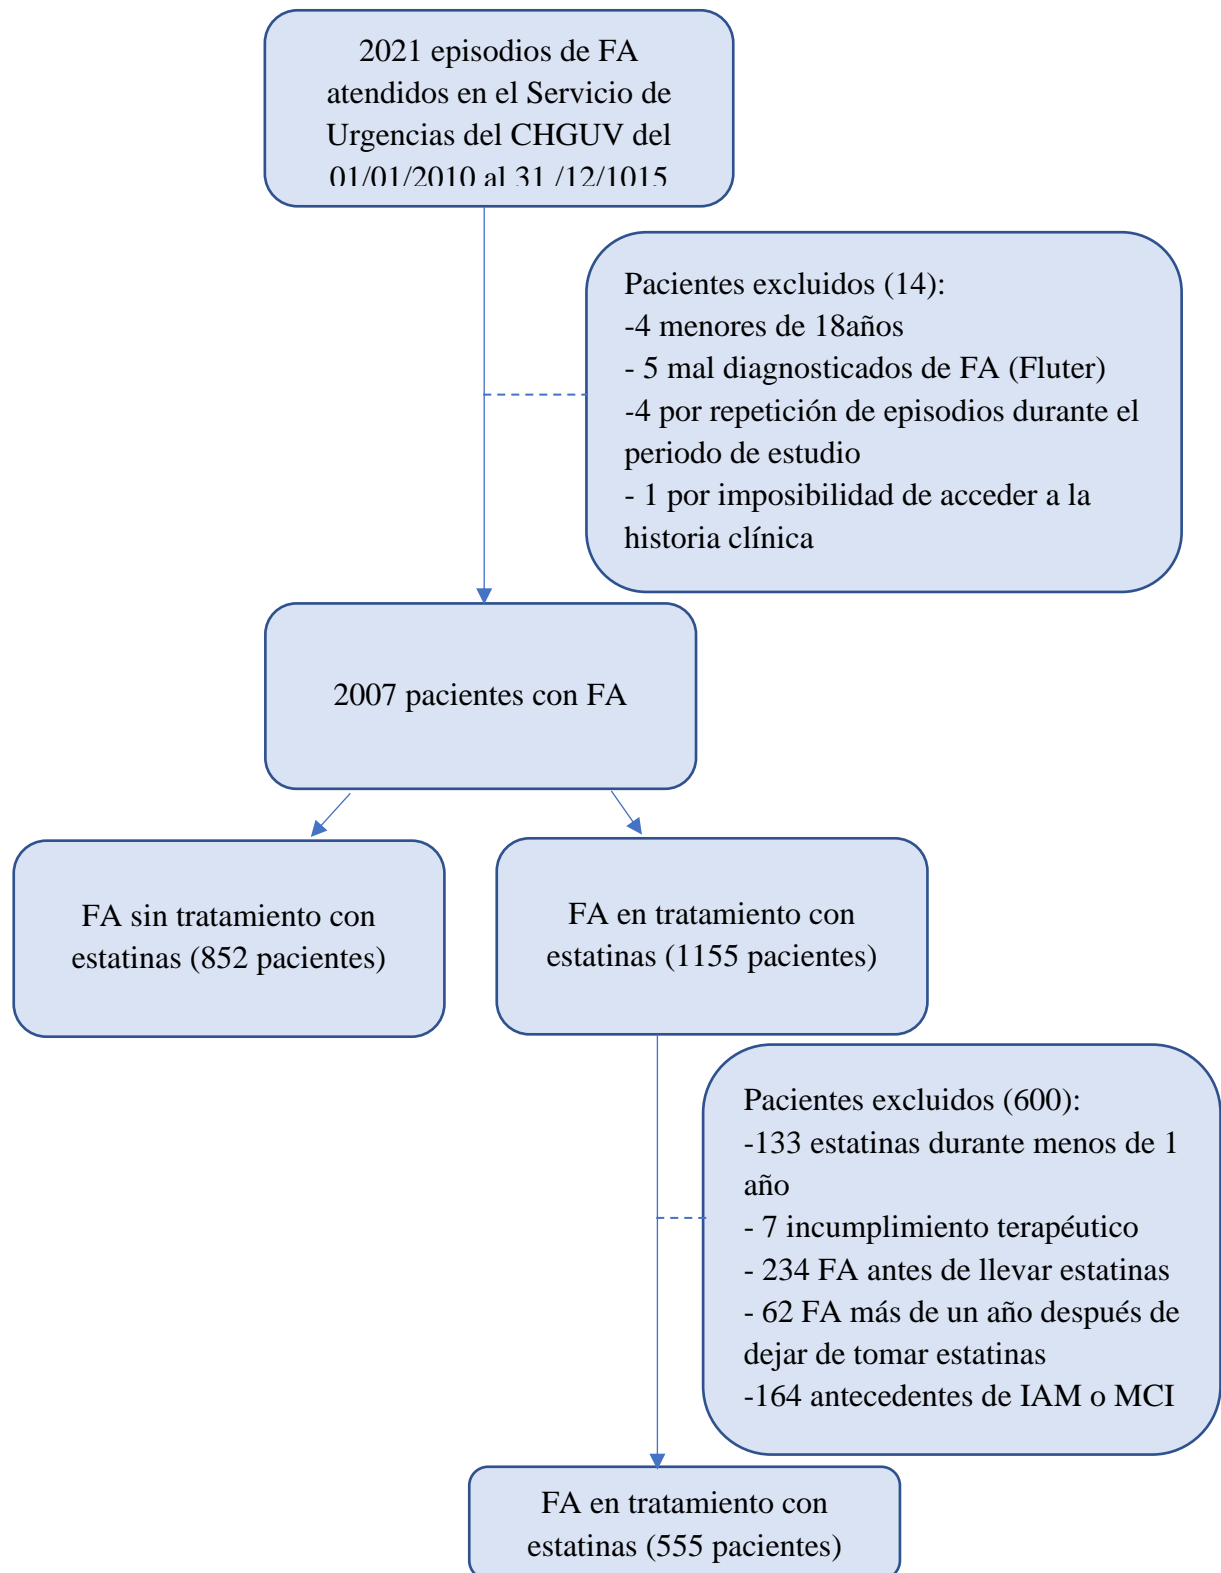 2021 episodios de FA
atendidos en el Servicio de
Urgencias del CHGUV del
01/01/2010 al 31 /12/1015
Pacientes excluidos (14):
-4 menores de 18años
- 5 mal diagnosticados de FA (Fluter)
-4 por repetición de episodios durante el
periodo de estudio
- 1 por imposibilidad de acceder a la
historia clínica
2007 pacientes con FA
FA sin tratamiento con
estatinas (852 pacientes)
FA en tratamiento con
estatinas (1155 pacientes)
Pacientes excluidos (600):
-133 estatinas durante menos de 1
año
- 7 incumplimiento terapéutico
- 234 FA antes de llevar estatinas
- 62 FA más de un año después de
dejar de tomar estatinas
-164 antecedentes de IAM o MCI
FA en tratamiento con
estatinas (555 pacientes)